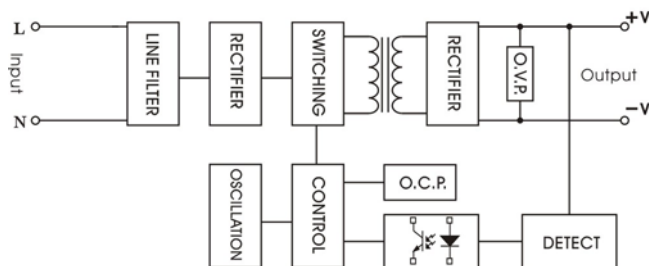 L
Input
N
LINE FILTER
RECTIFIER
SWITCHING
RECTIFIER
O.V.P.
+V
Output
-V
OSCILLATION
CONTROL
O.C.P.
DETECT